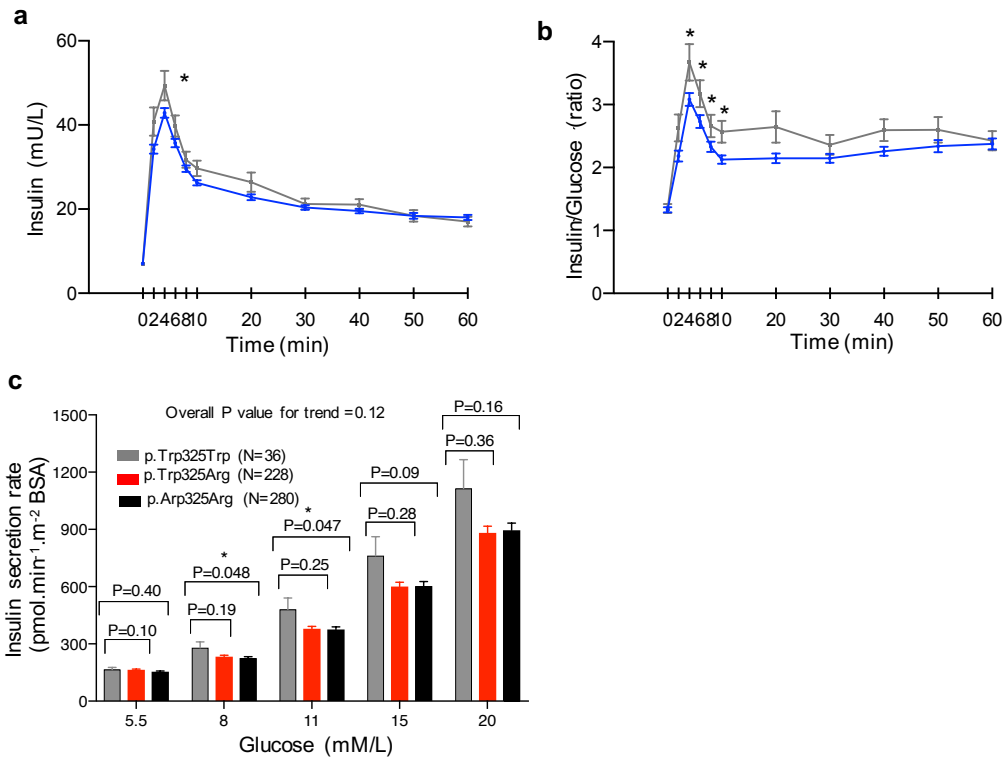 a
60
40
20
0
Insulin (mU/L)
*
0246810 20 30 40 50 60
Time (min)
b
4
3
2
1
0
Insulin/Glucose (ratio)
* * * *
0246810 20 30 40 50 60
Time (min)
c
1500
1200
900
600
300
0
Insulin secretion rate
(pmol.min-1.m-2 BSA)
Overall P value for trend =0.12
p.Trp325Trp (N=36)
p.Trp325Arg (N=228)
p.Arp325Arg (N=280)
P=0.40
P=0.10
*
P=0.048
P=0.19
*
P=0.047
P=0.25
P=0.09
P=0.28
P=0.16
P=0.36
5.5 8 11 15 20
Glucose (mM/L)